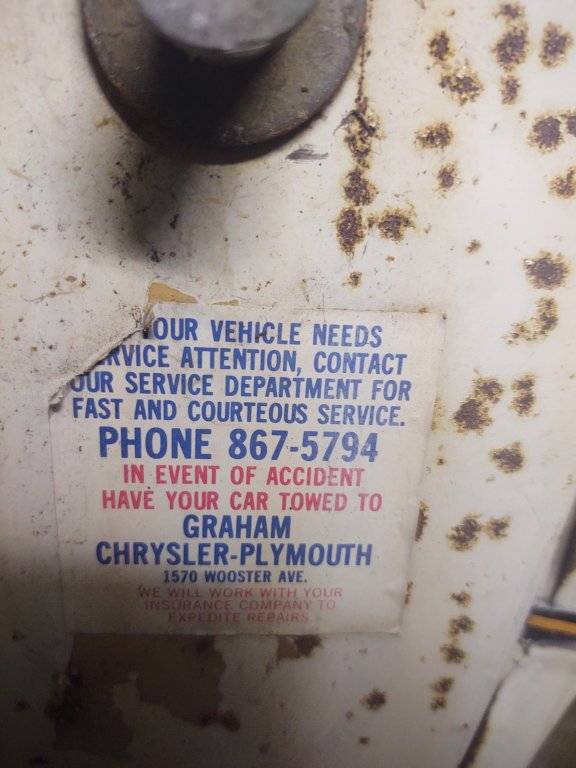 YOUR VEHICLE NEEDS
ATTENTION, CONTACT
OUR SERVICE DEPARTMENT FOR
FAST AND COURTEOUS SERVICE.
PHONE 867-5794
IN EVENT OF ACCIDENT
HAVE YOUR CAR TOWED TO
GRAHAM
CHRYSLER-PLYMOUTH
1570 WOOSTER AVE.
WE WILL WORK WITH YOUR
INSURANCE COMPANY TO
EXPEDITE REPAIRS